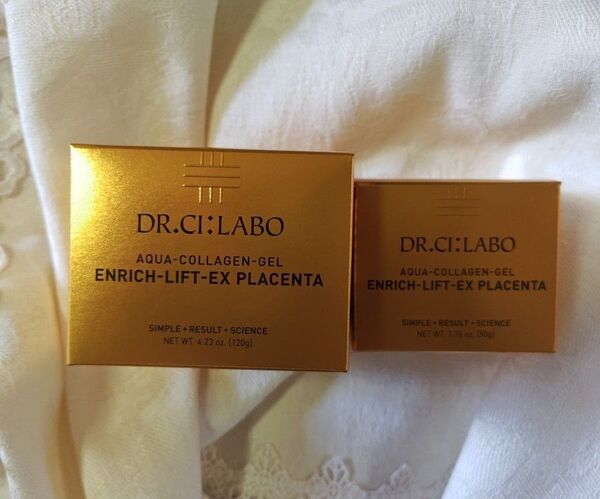 DR.CI:LABO
AQUA-COLLAGEN-GEL
ENRICH-LIFT-EX PLACENTA
SIMPLE+RESULT+SCIENCE
NET WT. 4.23 oz. [120g]
DR.CI:LABO
AQUA-COLLAGEN-GEL
ENRICH-LIFT-EX PLACENTA
SIMPLE+RESULT+SCIENCE
NET WT. 1.76 oz. [50g]